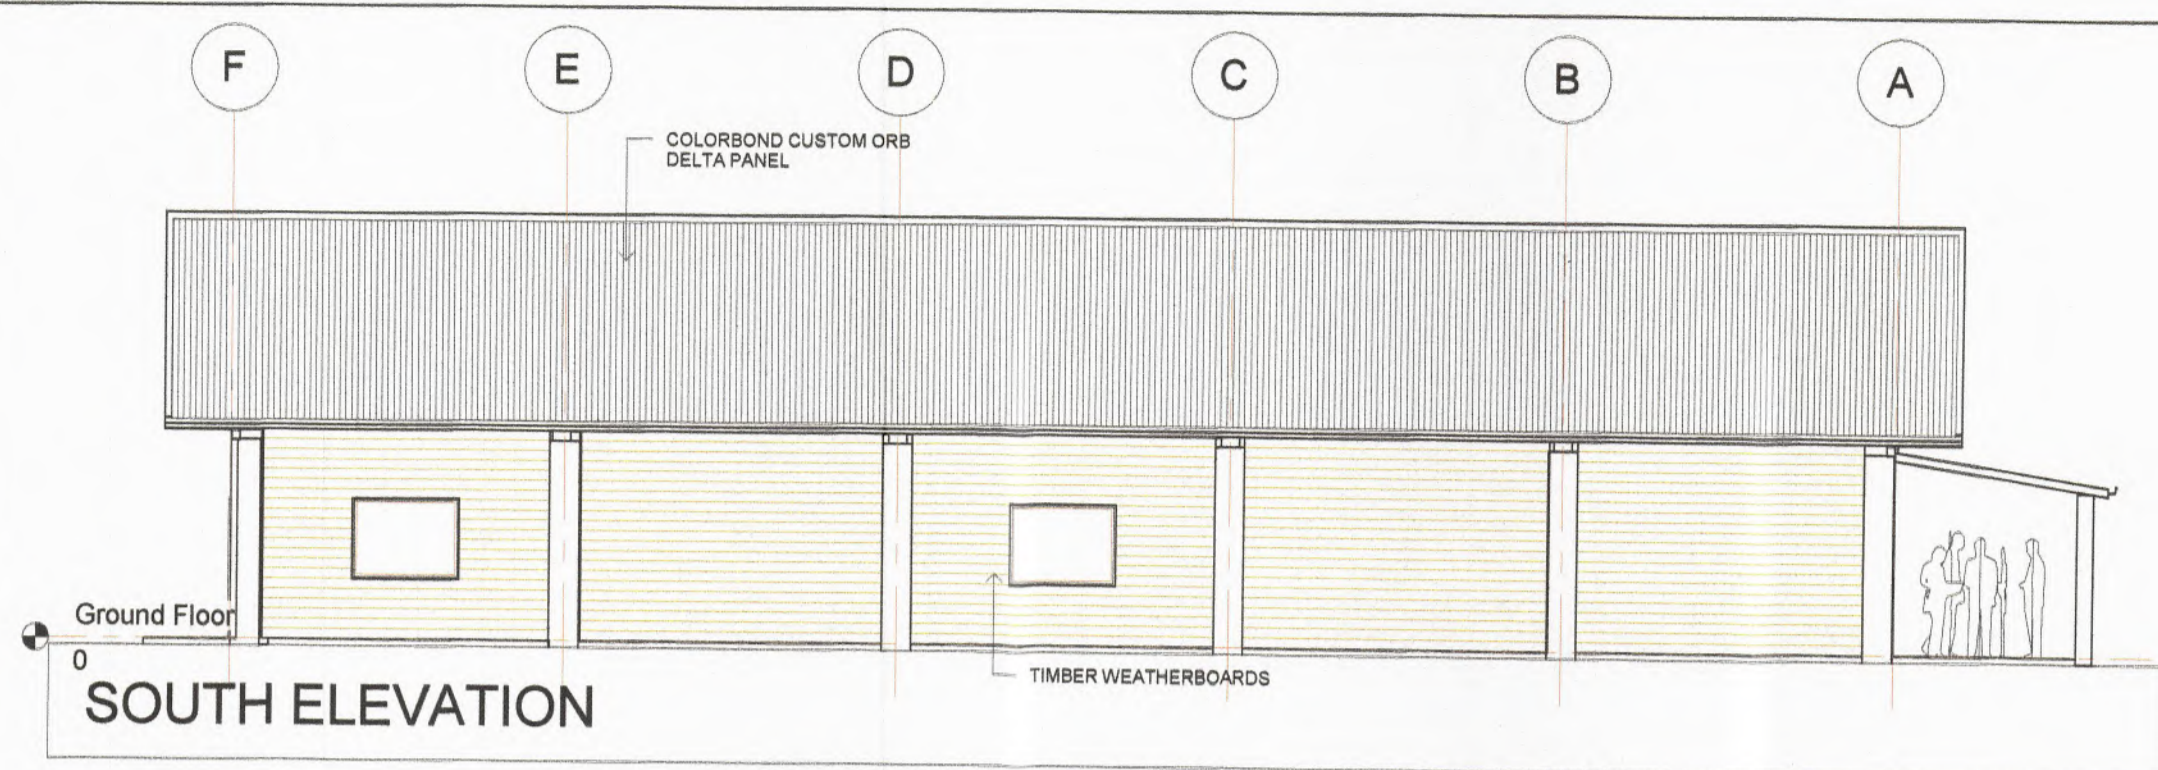 F E D C B A
COLORBOND CUSTOM ORB
DELTA PANEL
Ground Floor
0
TIMBER WEATHERBOARDS
SOUTH ELEVATION